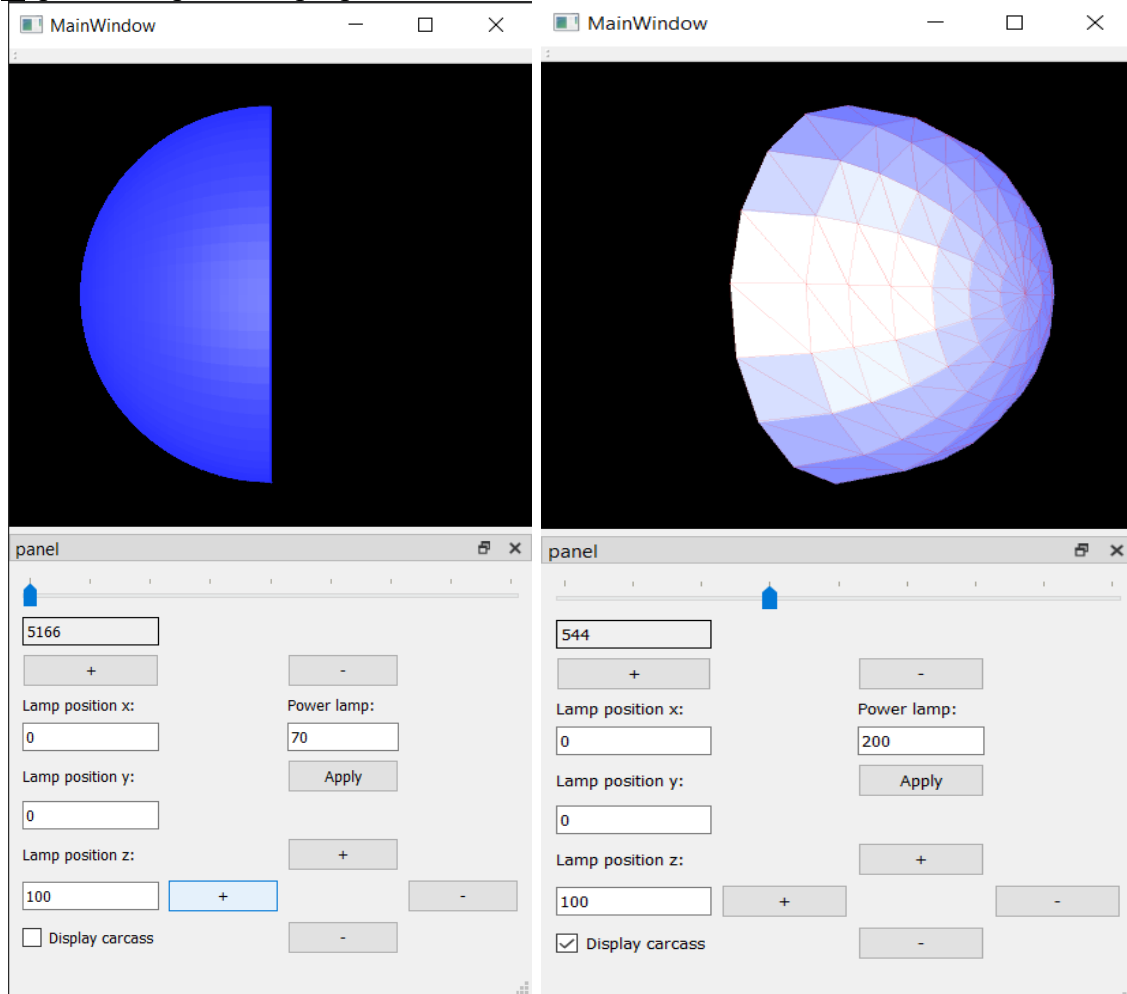 MainWindow
panel
5166
+ -
Lamp position x: Power lamp:
0 70
Lamp position y: Apply
0
Lamp position z: +
100 + -
Display carcass -
MainWindow
panel
544
+ -
Lamp position x: Power lamp:
0 200
Lamp position y: Apply
0
Lamp position z: +
100 + -
Display carcass -